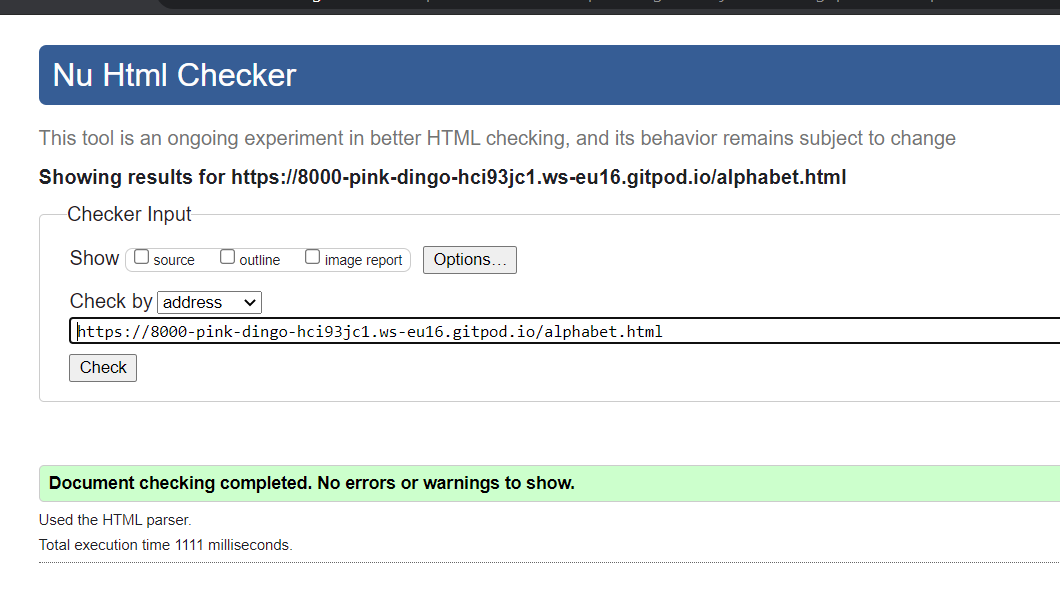 Nu Html Checker
This tool is an ongoing experiment in better HTML checking, and its behavior remains subject to change
Showing results for https://8000-pink-dingo-hci93jc1.ws-eu16.gitpod.io/alphabet.html
Checker Input
Show source outline image report Options...
Check by address
https://8000-pink-dingo-hci93jc1.ws-eu16.gitpod.io/alphabet.html
Check
Document checking completed. No errors or warnings to show.
Used the HTML parser.
Total execution time 1111 milliseconds.